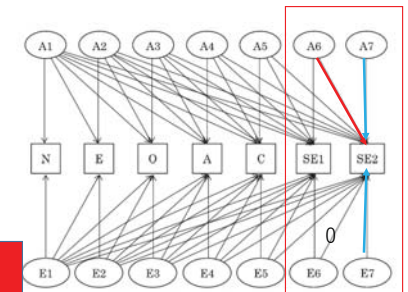 A1 A2 A3 A4 A5 A6 A7
N E O A C SE1 SE2
0
E1 E2 E3 E4 E5 E6 E7